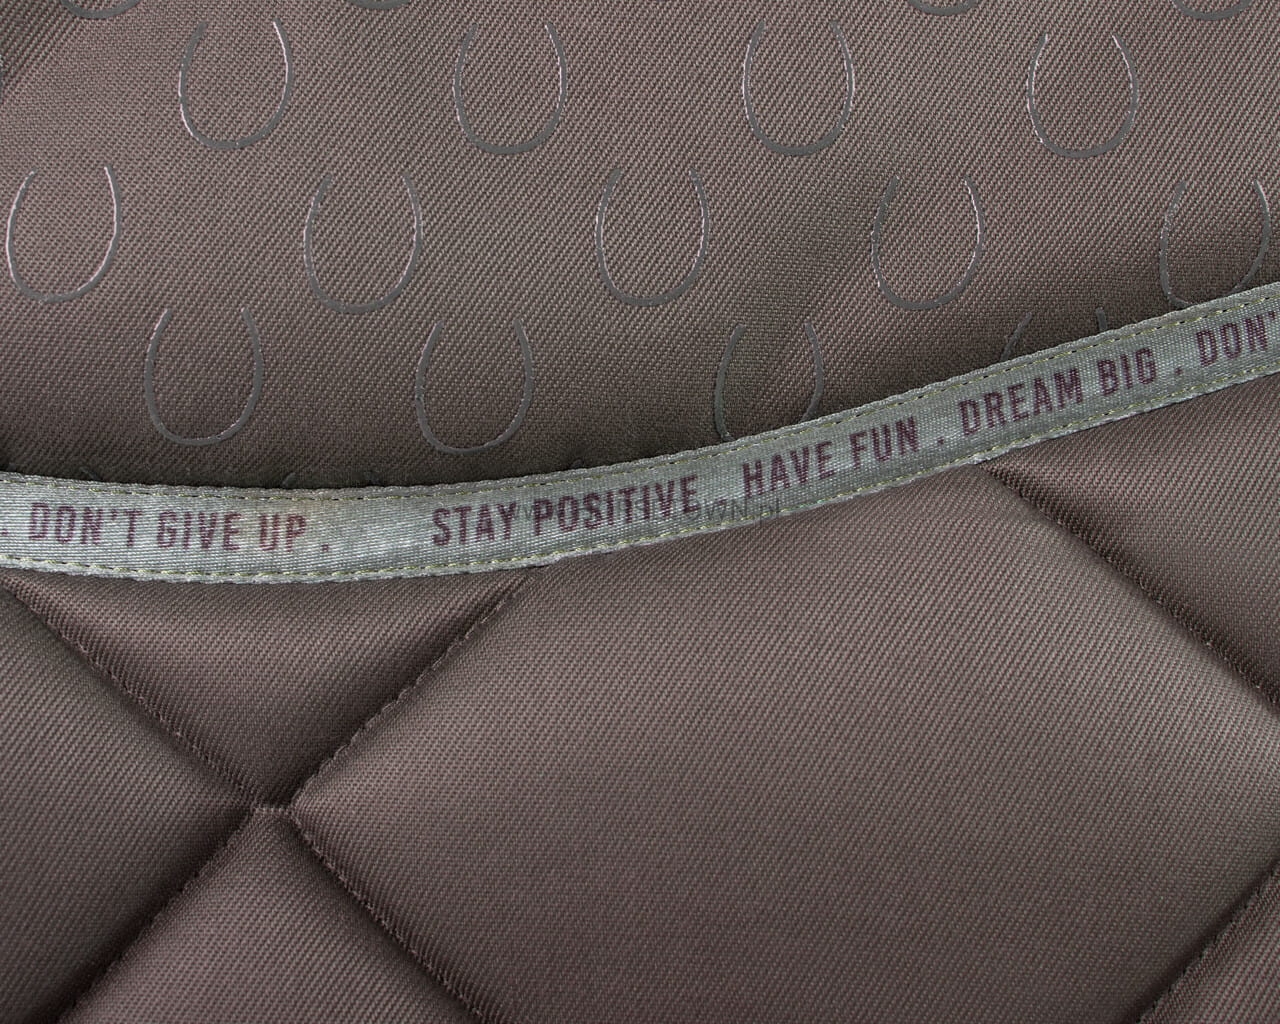 DON'T GIVE UP . STAY POSITIVE . HAVE FUN . DREAM BIG . DON'